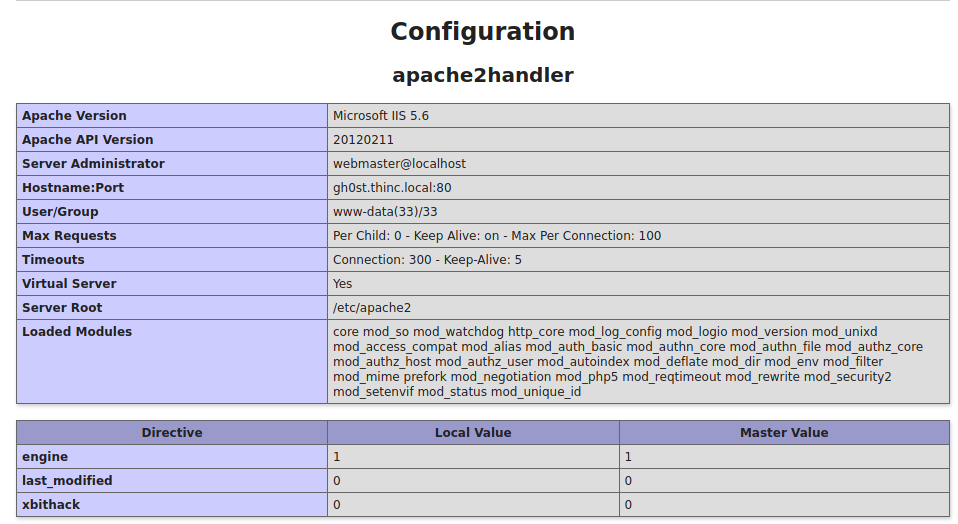 Configuration
apache2handler
Apache Version Microsoft IIS 5.6
Apache API Version 20120211
Server Administrator webmaster@localhost
Hostname:Port gh0st.thinc.local:80
User/Group www-data(33)/33
Max Requests Per Child: 0 - Keep Alive: on - Max Per Connection: 100
Timeouts Connection: 300 - Keep-Alive: 5
Virtual Server Yes
Server Root /etc/apache2
Loaded Modules core mod_so mod_watchdog http_core mod_log_config mod_logio mod_version mod_unixd
mod_access_compat mod_alias mod_auth_basic mod_authn_core mod_authn_file mod_authz_core
mod_authz_host mod_authz_user mod_autoindex mod_deflate mod_dir mod_env mod_filter
mod_mime prefork mod_negotiation mod_php5 mod_reqtimeout mod_rewrite mod_security2
mod_setenvif mod_status mod_unique_id
Directive Local Value Master Value
engine 1 1
last_modified 0 0
xbithack 0 0